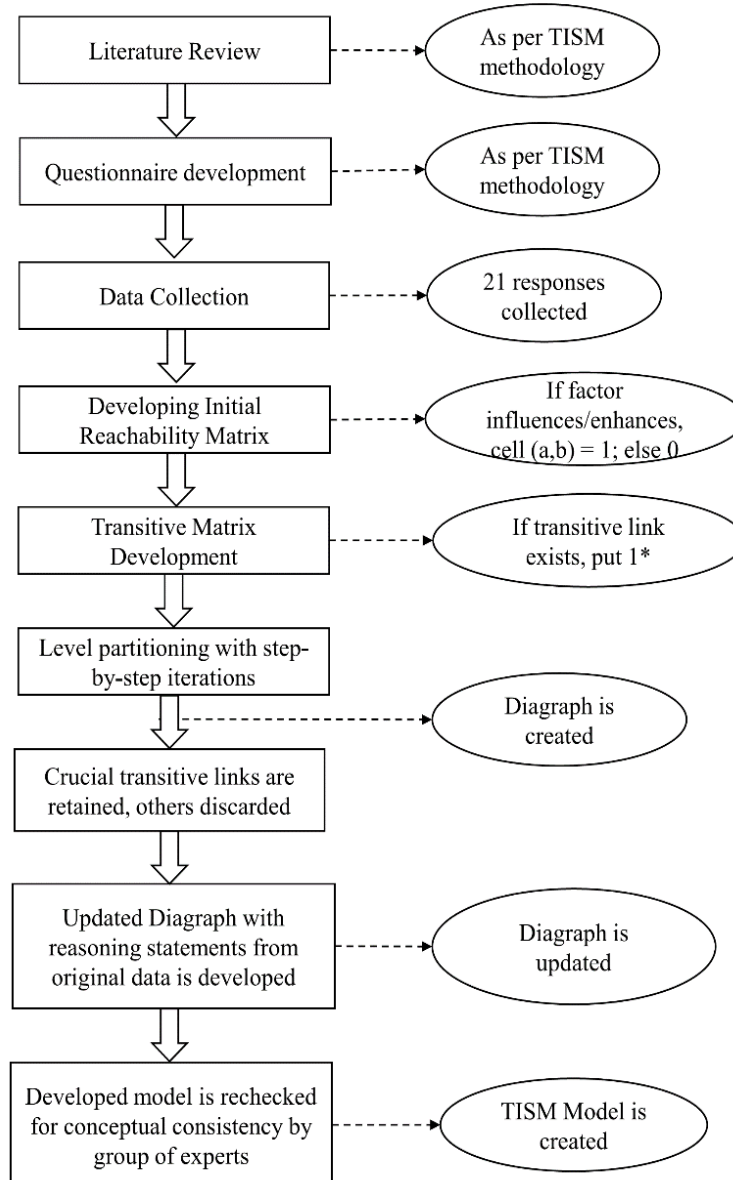 Literature Review
As per TISM
methodology
Questionnaire development
As per TISM
methodology
Data Collection
21 responses
collected
Developing Initial
Reachability Matrix
If factor
influences/enhances,
cell (a,b) = 1; else 0
Transitive Matrix
Development
If transitive link
exists, put 1*
Level partitioning with step-
by-step iterations
Diagraph is
created
Crucial transitive links are
retained, others discarded
Updated Diagraph with
reasoning statements from
original data is developed
Diagraph is
updated
Developed model is rechecked
for conceptual consistency by
group of experts
TISM Model is
created